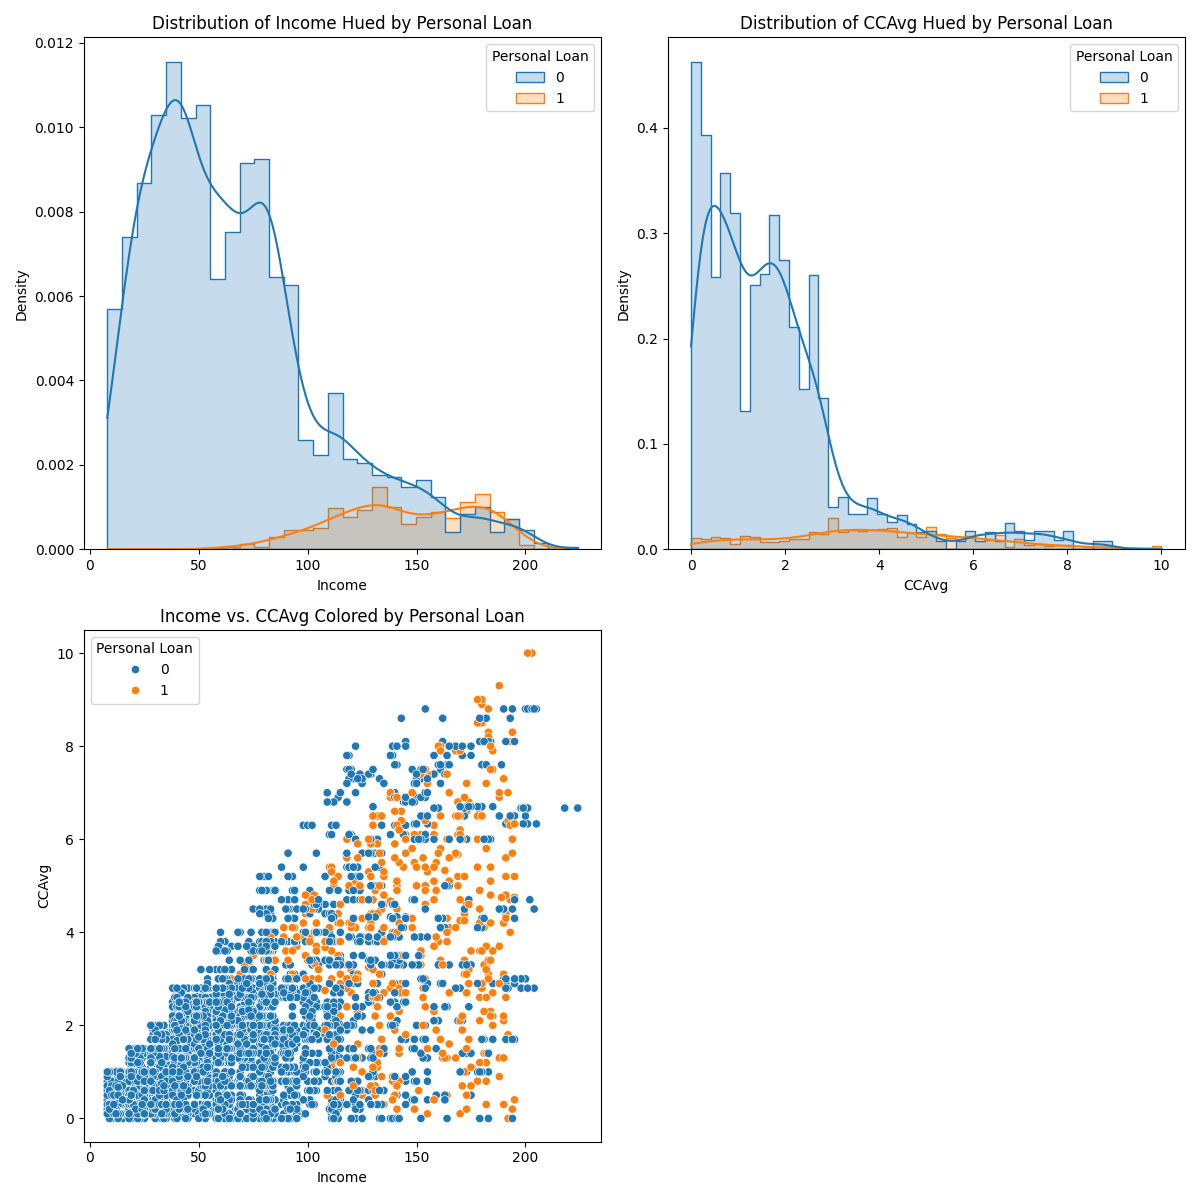 Distribution of Income Hued by Personal Loan
Personal Loan
0
1
Density
0.012
0.010
0.008
0.006
0.004
0.002
0.000
0 50 100 150 200
Income
Distribution of CCAvg Hued by Personal Loan
Personal Loan
0
1
Density
0.4
0.3
0.2
0.1
0.0
0 2 4 6 8 10
CCAvg
Income vs. CCAvg Colored by Personal Loan
Personal Loan
0
1
CCAvg
10
8
6
4
2
0
0 50 100 150 200
Income